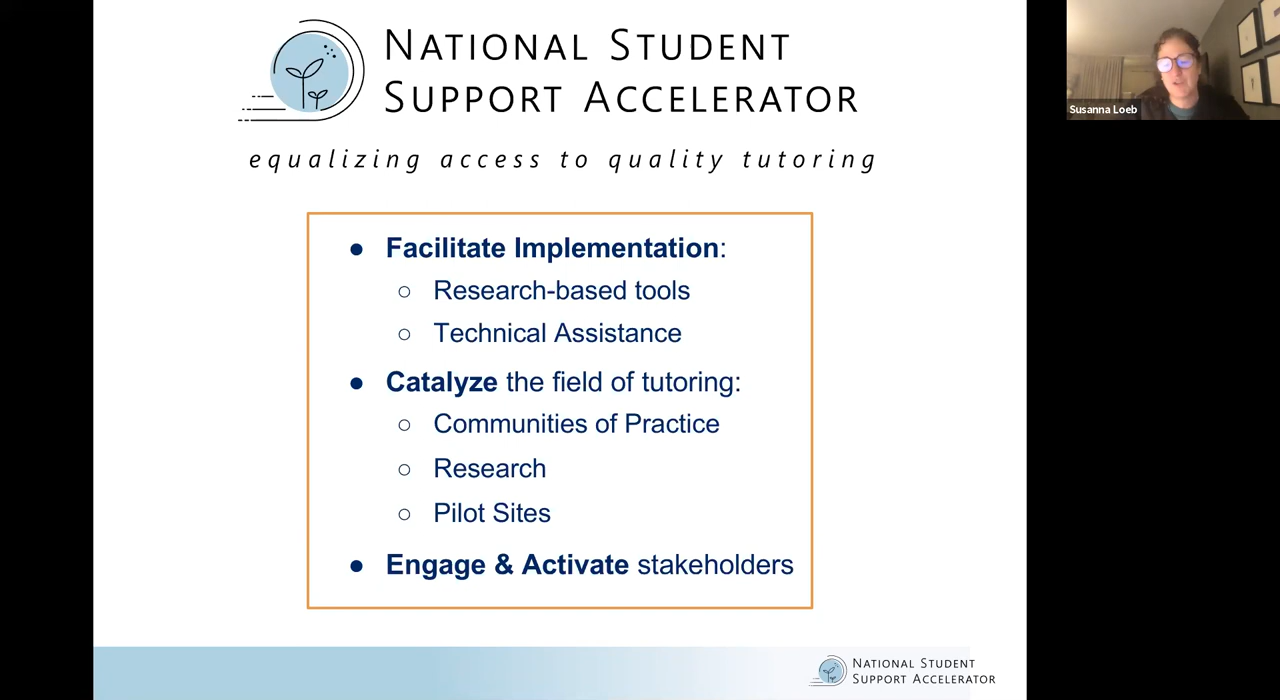 NATIONAL STUDENT
SUPPORT ACCELERATOR
equalizing access to quality tutoring
● Facilitate Implementation:
○ Research-based tools
○ Technical Assistance
● Catalyze the field of tutoring:
○ Communities of Practice
○ Research
○ Pilot Sites
● Engage & Activate stakeholders
NATIONAL STUDENT
SUPPORT ACCELERATOR
Susanna Loeb